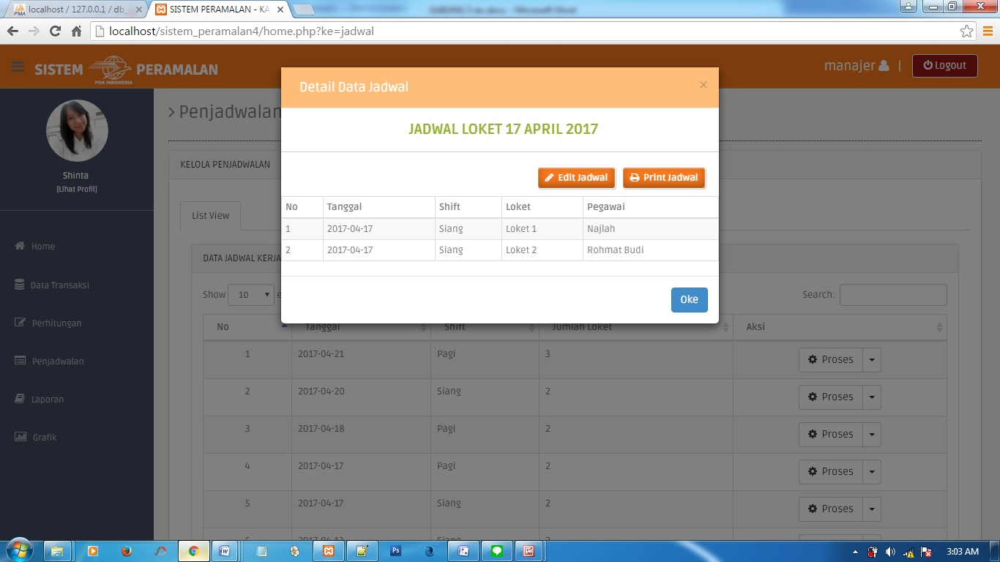 localhost / 127.0.0.1 / db_
SISTEM PERAMALAN - KA
localhost/sistem_peramalan4/home.php?ke=jadwal
SISTEM POS INDONESIA PERAMALAN
manajer | Logout
Shinta
[Lihat Profil]
Home
Data Transaksi
Perhitungan
Penjadwalan
Laporan
Grafik
Penjadwalan
KELOLA PENJADWALAN
List View
Detail Data Jadwal ×
JADWAL LOKET 17 APRIL 2017
Edit Jadwal Print Jadwal
No Tanggal Shift Loket Pegawai
1 2017-04-17 Siang Loket 1 Najlah
2 2017-04-17 Siang Loket 2 Rohmat Budi
Oke
DATA JADWAL KERJA
Show 10 e
Search:
No Tanggal Shift Jumlah Loket Aksi
1 2017-04-21 Pagi 3 Proses
2 2017-04-20 Siang 2 Proses
3 2017-04-18 Pagi 2 Proses
4 2017-04-17 Pagi 2 Proses
5 2017-04-17 Siang 2 Proses
3:03 AM